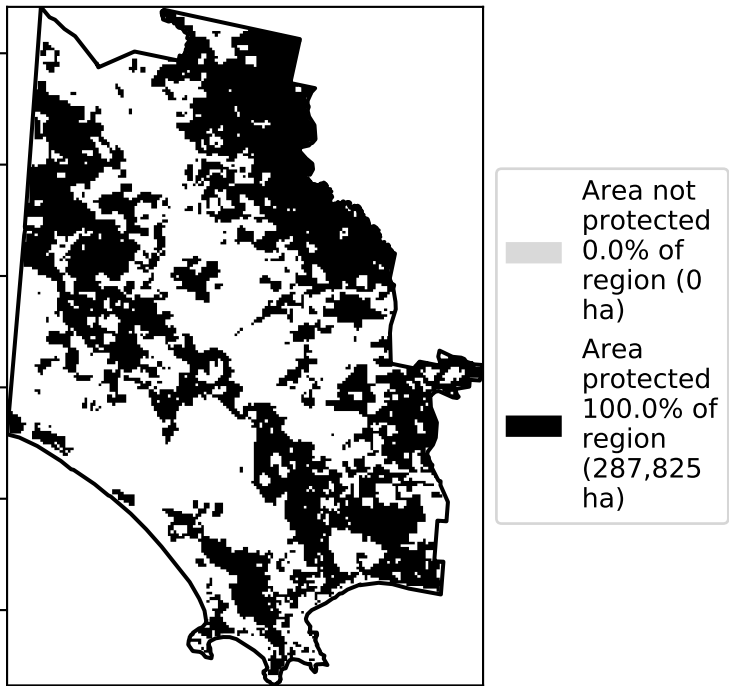 Area not
protected
0.0% of
region (0
ha)
Area
protected
100.0% of
region
(287,825
ha)